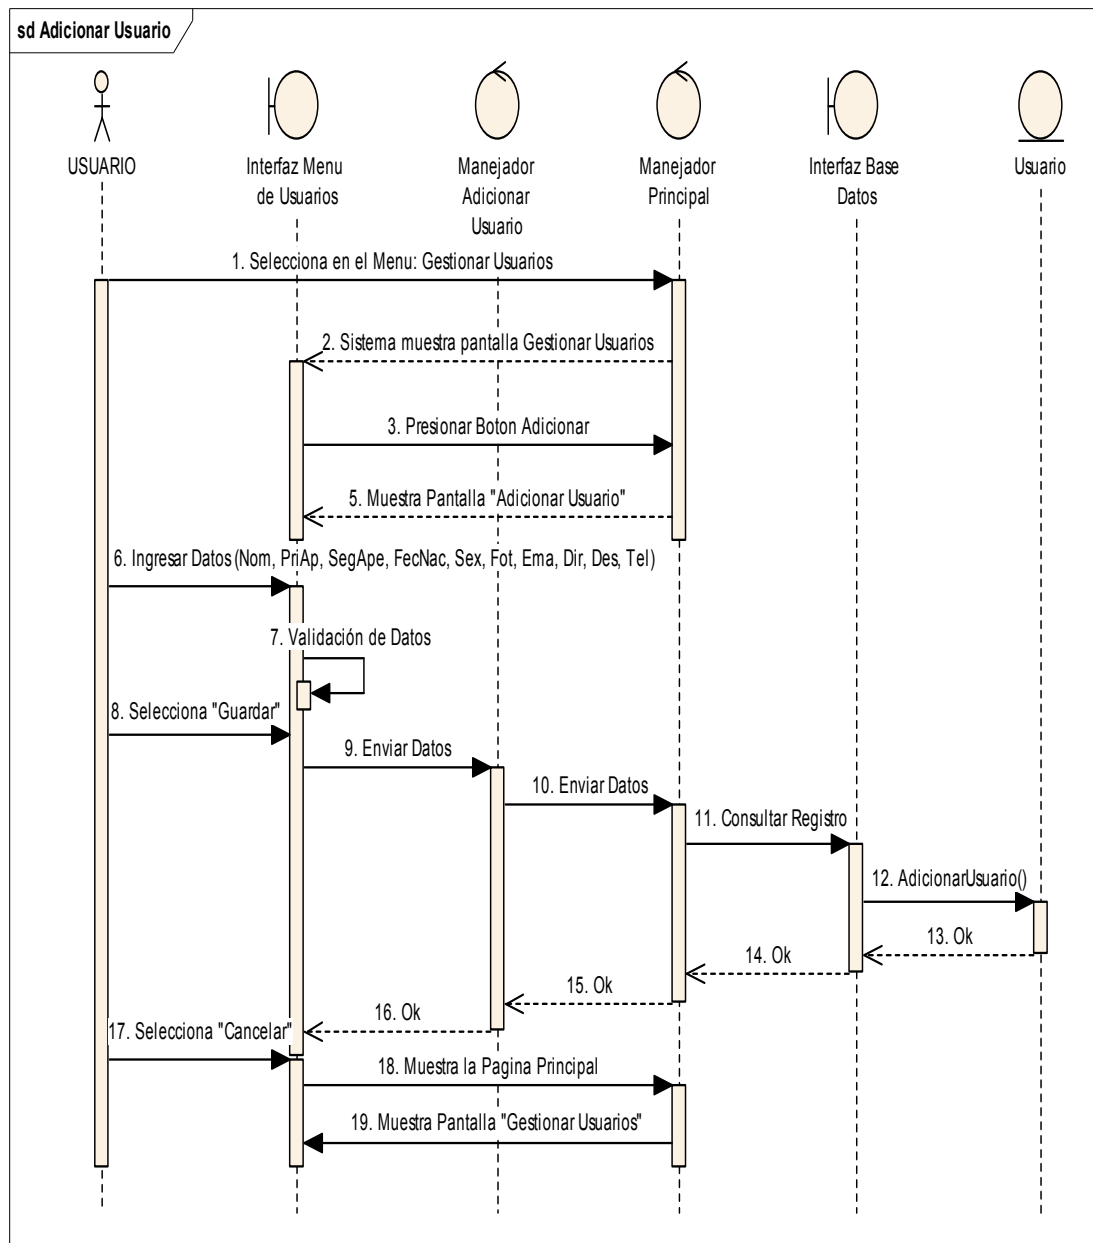 sd Adicionar Usuario
USUARIO
Interfaz Menu
de Usuarios
Manejador
Adicionar
Usuario
Manejador
Principal
Interfaz Base
Datos
Usuario
1. Selecciona en el Menu: Gestionar Usuarios
2. Sistema muestra pantalla Gestionar Usuarios
3. Presionar Boton Adicionar
5. Muestra Pantalla "Adicionar Usuario"
6. Ingresar Datos (Nom, PriAp, SegApe, FecNac, Sex, Fot, Ema, Dir, Des, Tel)
7. Validación de Datos
8. Selecciona "Guardar"
9. Enviar Datos
10. Enviar Datos
11. Consultar Registro
12. AdicionarUsuario()
13. Ok
14. Ok
15. Ok
16. Ok
17. Selecciona "Cancelar"
18. Muestra la Pagina Principal
19. Muestra Pantalla "Gestionar Usuarios"